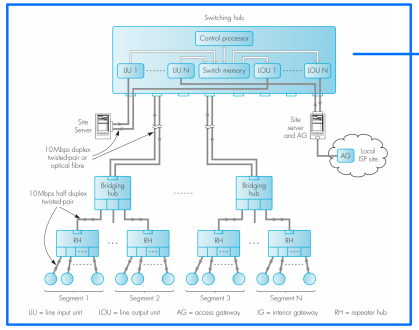 Switching hub
Control processor
LIU 1
LIU N
Switch memory
LOU 1
LOU N
Site
Server
Site
server
and AG
AG
Local
ISP site
10Mbps duplex
twisted-pair or
optical fibre
10Mbps half duplex
twisted-pair
Bridging
hub
Bridging
hub
RH
RH
RH
RH
Segment 1
Segment 2
Segment 3
Segment N
LIU = line input unit
LOU = line output unit
AG = access gateway
IG = interior gateway
RH = repeater hub